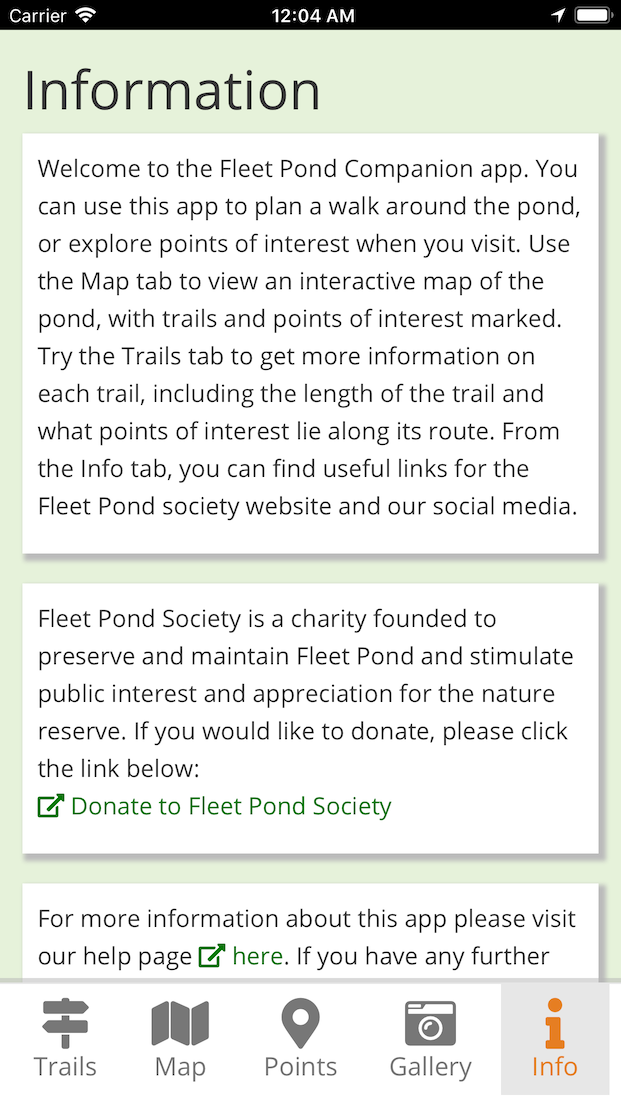 Carrier 12:04 AM
Information
Welcome to the Fleet Pond Companion app. You
can use this app to plan a walk around the pond,
or explore points of interest when you visit. Use
the Map tab to view an interactive map of the
pond, with trails and points of interest marked.
Try the Trails tab to get more information on
each trail, including the length of the trail and
what points of interest lie along its route. From
the Info tab, you can find useful links for the
Fleet Pond society website and our social media.
Fleet Pond Society is a charity founded to
preserve and maintain Fleet Pond and stimulate
public interest and appreciation for the nature
reserve. If you would like to donate, please click
the link below:
Donate to Fleet Pond Society
For more information about this app please visit
our help page here. If you have any further
Trails Map Points Gallery Info